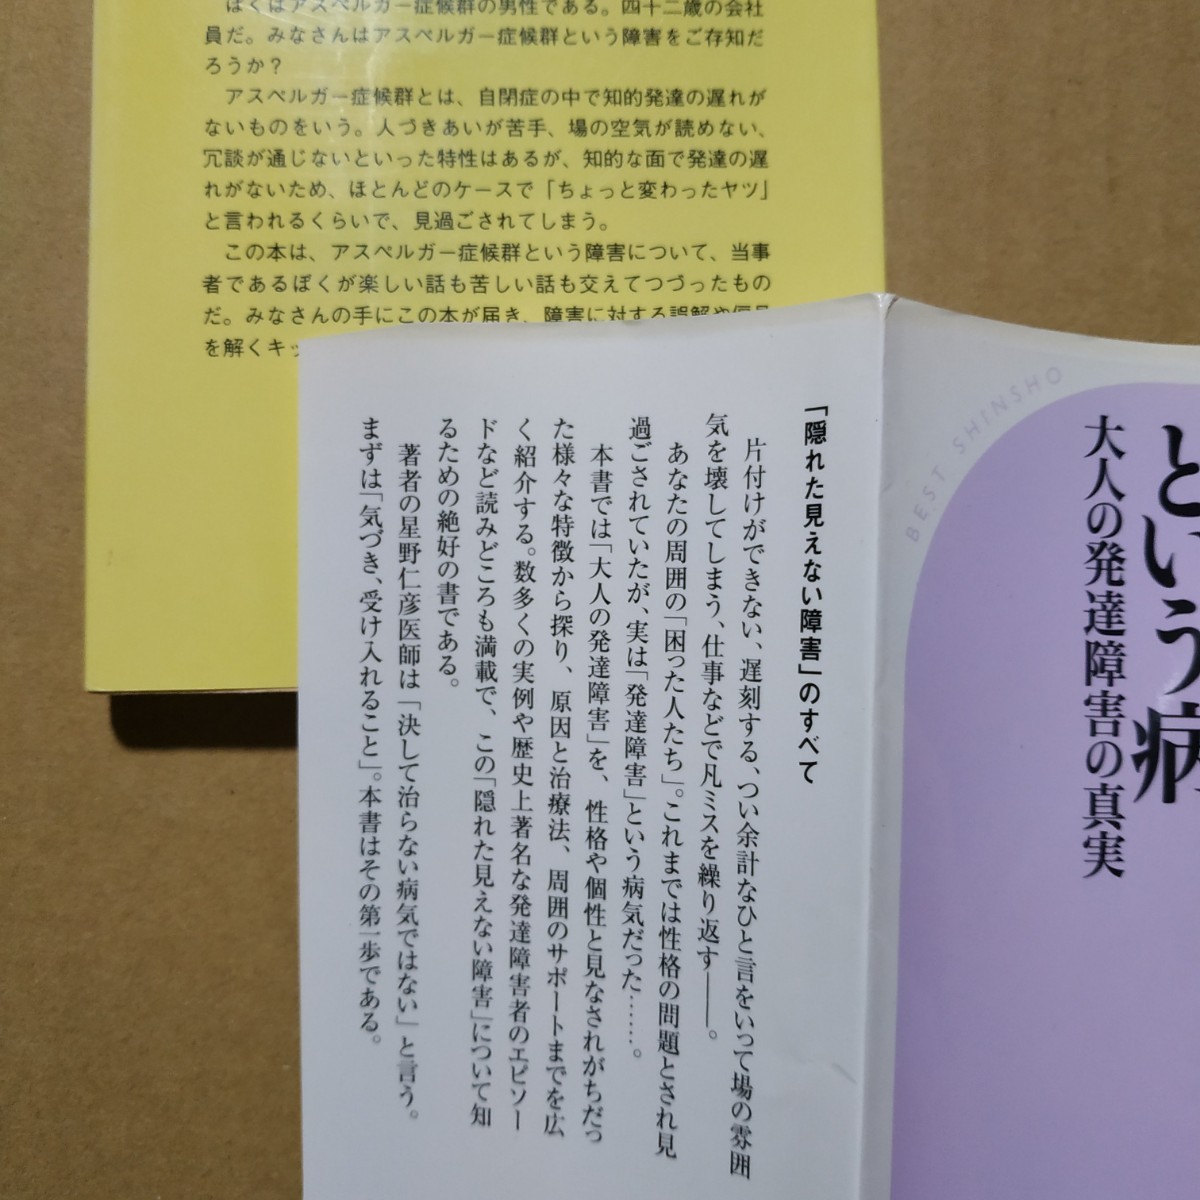 ぼくはアスペルガー症候群の男性である。四十二歳の会社
員だ。みなさんはアスペルガー症候群という障害をご存知だ
ろうか?
アスペルガー症候群とは、自閉症の中で知的発達の遅れが
ないものをいう。人づきあいが苦手、場の空気が読めない、
冗談が通じないといった特性はあるが、知的な面で発達の遅
れがないため、ほとんどのケースで「ちょっと変わったヤツ」
と言われるくらいで、見過ごされてしまう。
この本は、アスペルガー症候群という障害について、当事
者であるぼくが楽しい話も苦しい話も交えてつづったもの
だ。みなさんの手にこの本が届き、障害に対する誤解や偏見
を解くキッ
BEST SHINSHO
という病
大人の発達障害の真実
「隠れた見えない障害」のすべて
片付けができない、遅刻する、つい余計なひと言をいって場の雰囲
気を壊してしまう、仕事などで凡ミスを繰り返す――。
あなたの周囲の「困った人たち」。これまでは性格の問題とされ見
過ごされていたが、実は「発達障害」という病気だった……。
本書では「大人の発達障害」を、性格や個性と見なされがちだっ
た様々な特徴から探り、原因と治療法、周囲のサポートまでを広
く紹介する。数多くの実例や歴史上著名な発達障害者のエピソー
ドなど読みどころも満載で、この「隠れた見えない障害」について知
るための絶好の書である。
著者の星野仁彦医師は「決して治らない病気ではない」と言う。
まずは「気づき、受け入れること」。本書はその第一歩である。